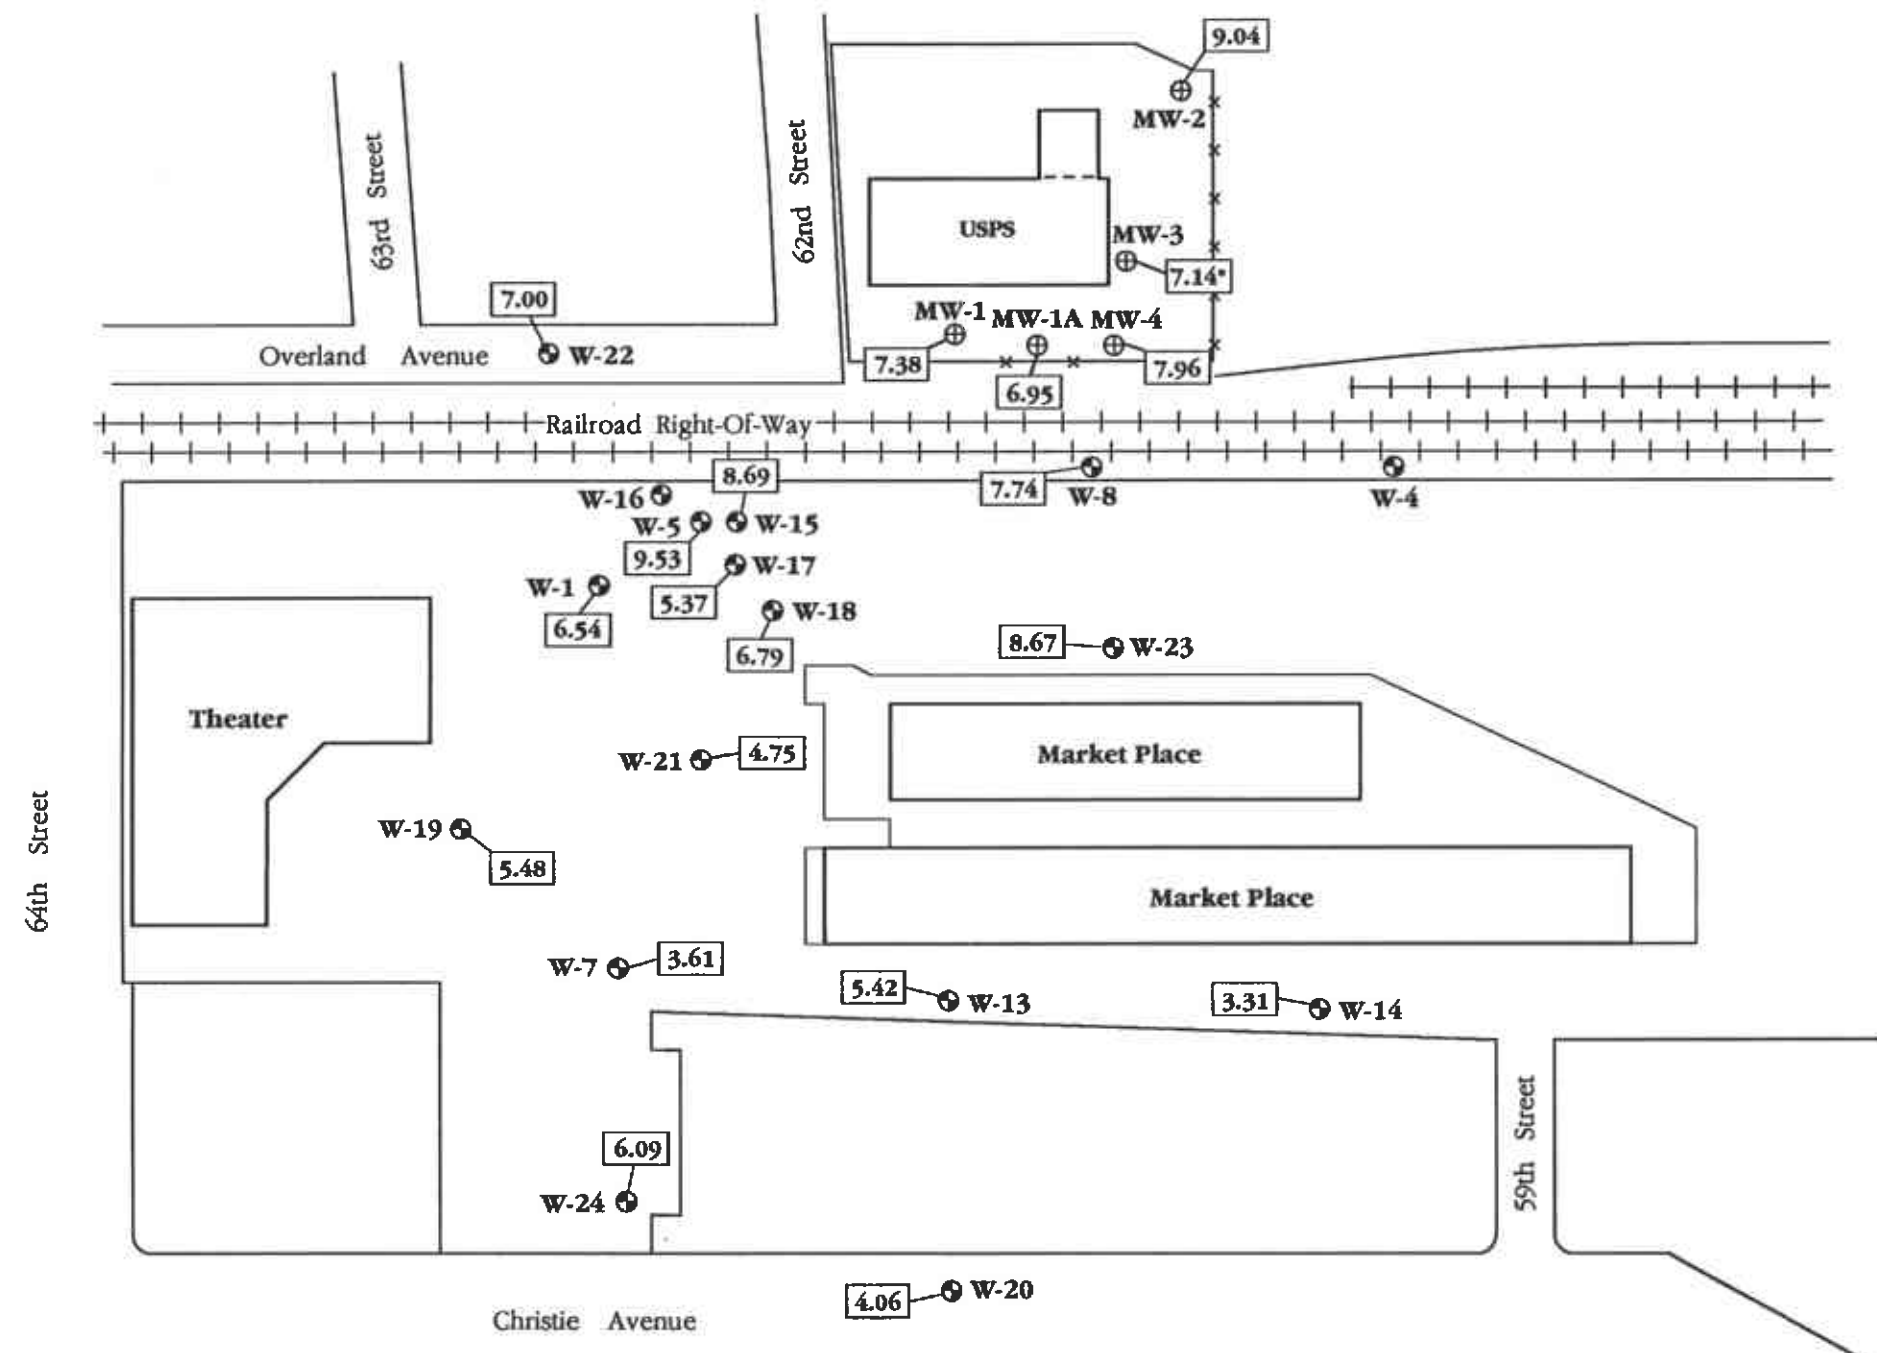 9.04
MW-2
63rd Street
62nd Street
USPS
MW-3
7.14*
7.00
W-22
Overland Avenue
MW-1
MW-1A
MW-4
7.38
6.95
7.96
Railroad Right-Of-Way
8.69
W-16
7.74
W-8
W-4
W-5
W-15
9.53
W-17
W-1
5.37
6.54
W-18
6.79
8.67
W-23
Theater
W-21
4.75
Market Place
W-19
5.48
64th Street
Market Place
W-7
3.61
5.42
W-13
3.31
W-14
59th Street
6.09
W-24
4.06
W-20
Christie Avenue